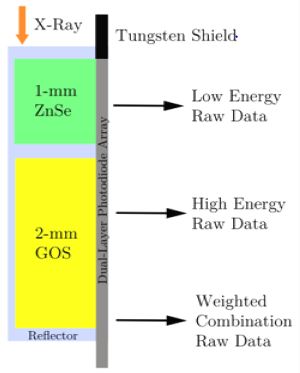 X-Ray
Tungsten Shield.
1-mm
ZnSe
Low Energy
Raw Data
Dual-Layer Photodiode Array
High Energy
Raw Data
2-mm
GOS
Weighted
Combination
Raw Data
Reflector